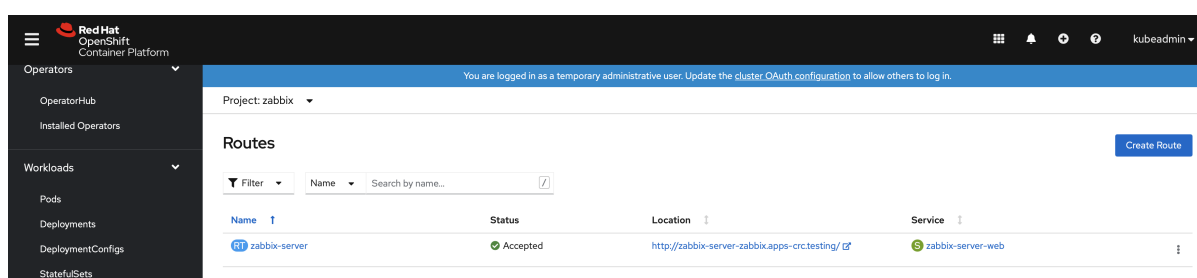 Red Hat
OpenShift
Container Platform
kubeadmin
Operators
You are logged in as a temporary administrative user. Update the cluster OAuth configuration to allow others to log in.
OperatorHub
Project: zabbix
Installed Operators
Routes
Create Route
Workloads
Filter Name Search by name... /
Pods
Name Status Location Service
Deployments
DeploymentConfigs
RT zabbix-server Accepted http://zabbix-server-zabbix.apps-crc.testing/ S zabbix-server-web
StatefulSets